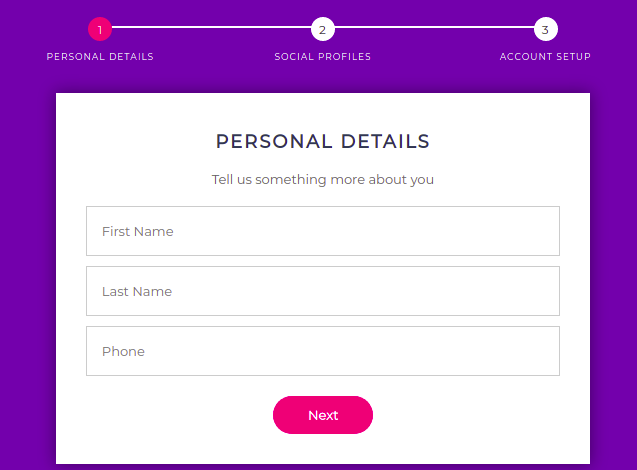 1 2 3
PERSONAL DETAILS SOCIAL PROFILES ACCOUNT SETUP
PERSONAL DETAILS
Tell us something more about you
First Name
Last Name
Phone
Next